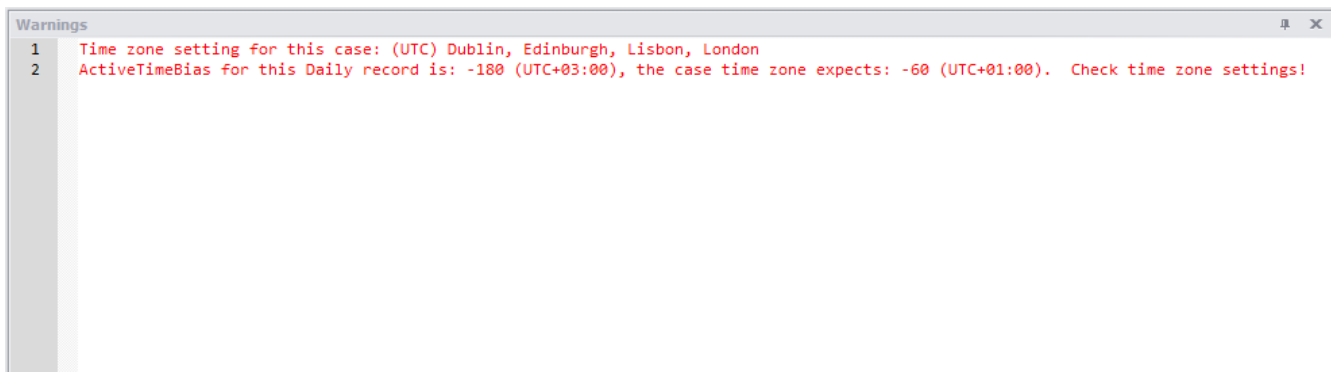 Warnings
1 Time zone setting for this case: (UTC) Dublin, Edinburgh, Lisbon, London
2 ActiveTimeBias for this Daily record is: -180 (UTC+03:00), the case time zone expects: -60 (UTC+01:00).  Check time zone settings!